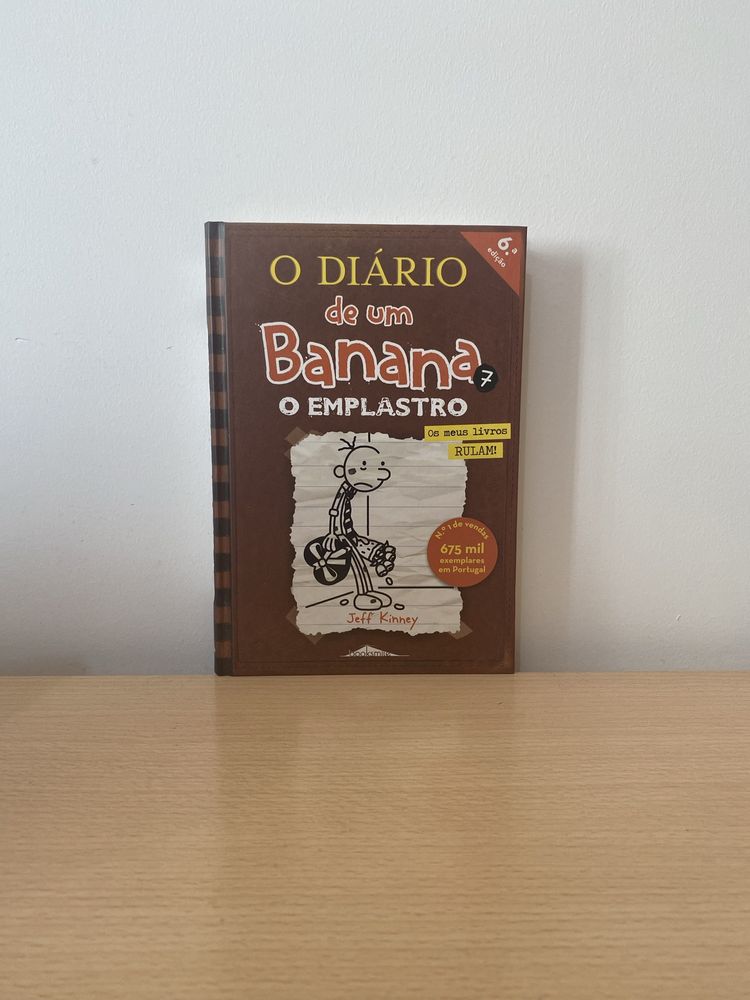 6.ª
edição
O DIÁRIO
de um
Banana
7
O EMPLASTRO
Os meus livros
RULAM!
N.º 1 de vendas
675 mil
exemplares
em Portugal
Jeff Kinney
booksmile